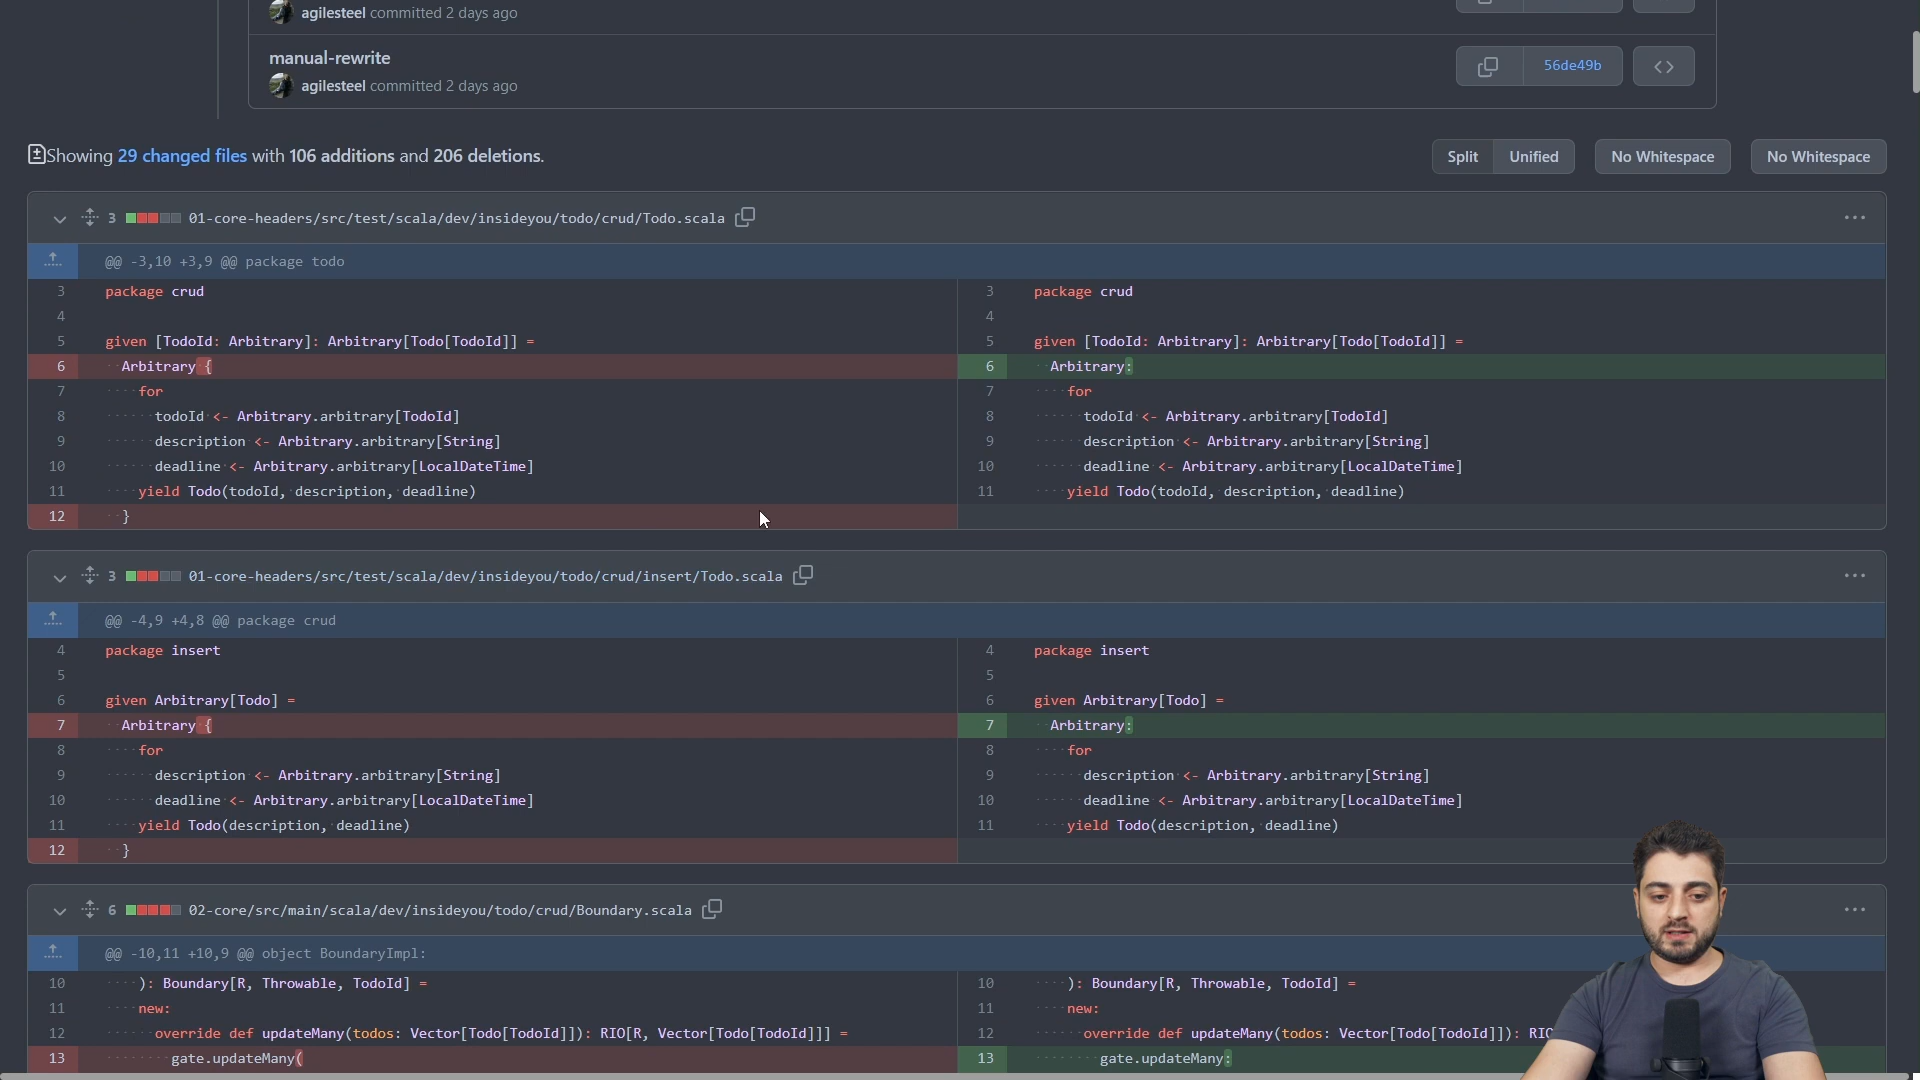 agilesteel committed 2 days ago
manual-rewrite
56de49b
agilesteel committed 2 days ago
Showing 29 changed files with 106 additions and 206 deletions.
Split Unified No Whitespace No Whitespace
3 01-core-headers/src/test/scala/dev/insideyou/todo/crud/Todo.scala
@@ -3,10 +3,9 @@ package todo
3 package crud 3 package crud
4 4
5 given [TodoId: Arbitrary]: Arbitrary[Todo[TodoId]] = 5 given [TodoId: Arbitrary]: Arbitrary[Todo[TodoId]] =
6 Arbitrary { 6 Arbitrary:
7 for 7 for
8 todoId <- Arbitrary.arbitrary[TodoId] 8 todoId <- Arbitrary.arbitrary[TodoId]
9 description <- Arbitrary.arbitrary[String] 9 description <- Arbitrary.arbitrary[String]
10 deadline <- Arbitrary.arbitrary[LocalDateTime] 10 deadline <- Arbitrary.arbitrary[LocalDateTime]
11 yield Todo(todoId, description, deadline) 11 yield Todo(todoId, description, deadline)
12 }
3 01-core-headers/src/test/scala/dev/insideyou/todo/crud/insert/Todo.scala
@@ -4,9 +4,8 @@ package crud
4 package insert 4 package insert
5 5
6 given Arbitrary[Todo] = 6 given Arbitrary[Todo] =
7 Arbitrary { 7 Arbitrary:
8 for 8 for
9 description <- Arbitrary.arbitrary[String] 9 description <- Arbitrary.arbitrary[String]
10 deadline <- Arbitrary.arbitrary[LocalDateTime] 10 deadline <- Arbitrary.arbitrary[LocalDateTime]
11 yield Todo(description, deadline) 11 yield Todo(description, deadline)
12 }
6 02-core/src/main/scala/dev/insideyou/todo/crud/Boundary.scala
@@ -10,11 +10,9 @@ object BoundaryImpl:
10 ): Boundary[R, Throwable, TodoId] = 10 ): Boundary[R, Throwable, TodoId] =
11 new: 11 new:
12 override def updateMany(todos: Vector[Todo[TodoId]]): RIO[R, Vector[Todo[TodoId]]] = 12 override def updateMany(todos: Vector[Todo[TodoId]]):
13 gate.updateMany( 13 gate.updateMany: